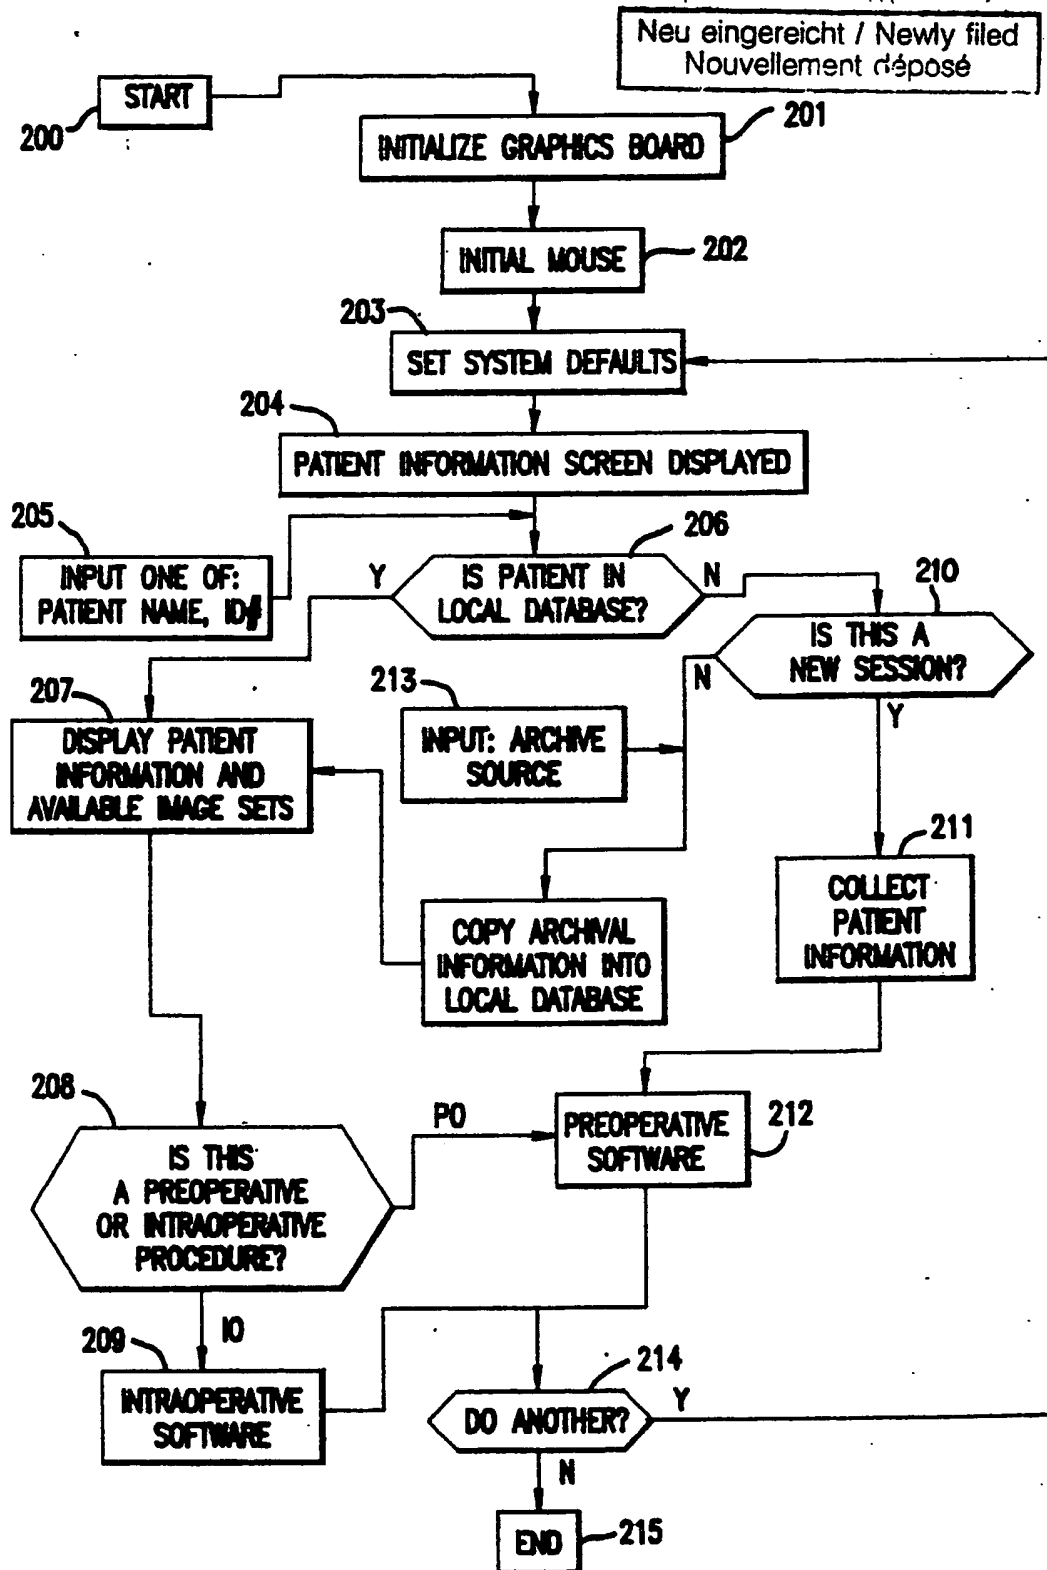 Neu eingereicht / Newly filed
Nouvellement déposé
START
200
INITIALIZE GRAPHICS BOARD
201
INITIAL MOUSE
202
203
SET SYSTEM DEFAULTS
204
PATIENT INFORMATION SCREEN DISPLAYED
205
INPUT ONE OF:
PATIENT NAME, ID#
206
Y
IS PATIENT IN
LOCAL DATABASE?
N
210
IS THIS A
NEW SESSION?
N
Y
207
DISPLAY PATIENT
INFORMATION AND
AVAILABLE IMAGE SETS
213
INPUT: ARCHIVE
SOURCE
211
COLLECT
PATIENT
INFORMATION
COPY ARCHIVAL
INFORMATION INTO
LOCAL DATABASE
208
IS THIS
A PREOPERATIVE
OR INTRAOPERATIVE
PROCEDURE?
PO
PREOPERATIVE
SOFTWARE
212
IO
209
INTRAOPERATIVE
SOFTWARE
214
DO ANOTHER?
Y
N
END
215